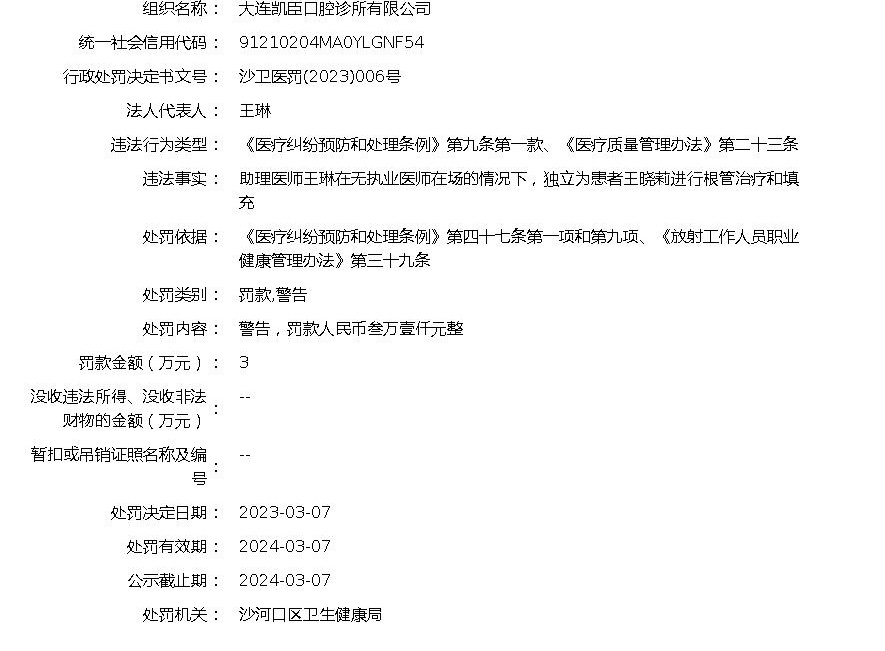 组织名称： 大连凯臣口腔诊所有限公司
统一社会信用代码： 91210204MA0YLGNF54
行政处罚决定书文号： 沙卫医罚(2023)006号
法人代表人： 王琳
违法行为类型： 《医疗纠纷预防和处理条例》第九条第一款、《医疗质量管理办法》第二十三条
违法事实： 助理医师王琳在无执业医师在场的情况下，独立为患者王晓莉进行根管治疗和填
充
处罚依据： 《医疗纠纷预防和处理条例》第四十七条第一项和第九项、《放射工作人员职业
健康管理办法》第三十九条
处罚类别： 罚款,警告
处罚内容： 警告，罚款人民币叁万壹仟元整
罚款金额（万元）： 3
没收违法所得、没收非法
财物的金额（万元）： --
暂扣或吊销证照名称及编
号： --
处罚决定日期： 2023-03-07
处罚有效期： 2024-03-07
公示截止期： 2024-03-07
处罚机关： 沙河口区卫生健康局